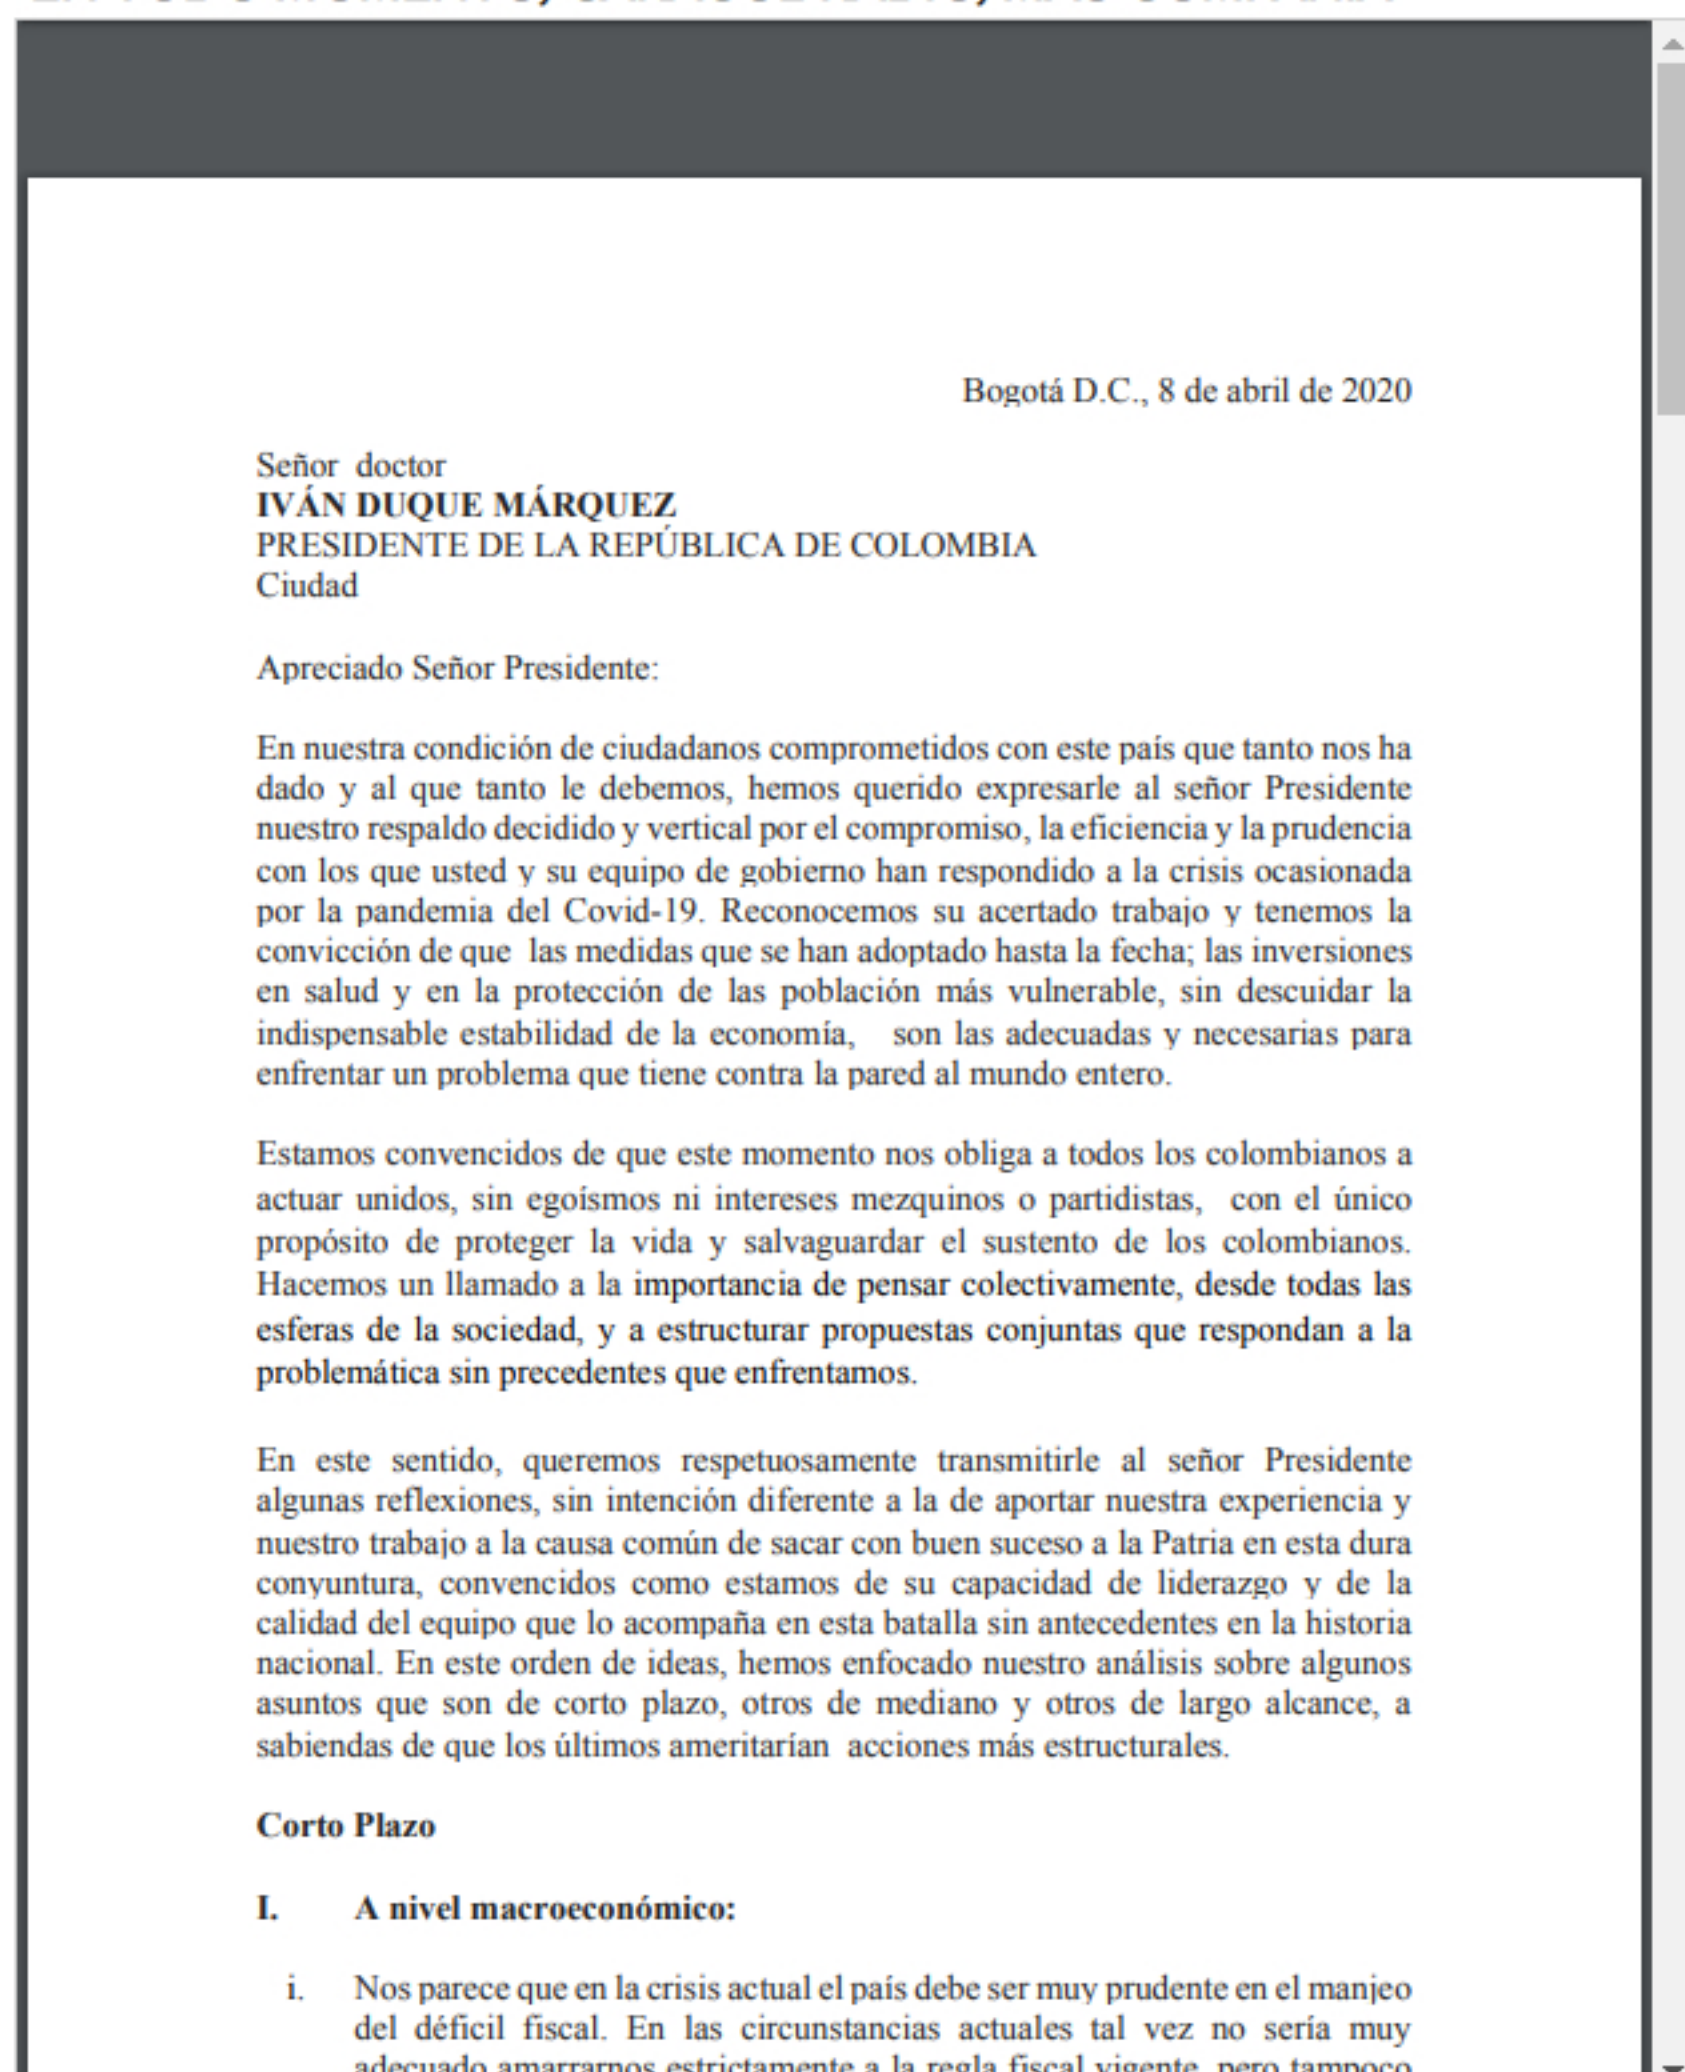 Bogotá D.C., 8 de abril de 2020
Señor doctor
IVÁN DUQUE MÁRQUEZ
PRESIDENTE DE LA REPÚBLICA DE COLOMBIA
Ciudad
Apreciado Señor Presidente:
En nuestra condición de ciudadanos comprometidos con este país que tanto nos ha
dado y al que tanto le debemos, hemos querido expresarle al señor Presidente
nuestro respaldo decidido y vertical por el compromiso, la eficiencia y la prudencia
con los que usted y su equipo de gobierno han respondido a la crisis ocasionada
por la pandemia del Covid-19. Reconocemos su acertado trabajo y tenemos la
convicción de que las medidas que se han adoptado hasta la fecha; las inversiones
en salud y en la protección de las población más vulnerable, sin descuidar la
indispensable estabilidad de la economía, son las adecuadas y necesarias para
enfrentar un problema que tiene contra la pared al mundo entero.
Estamos convencidos de que este momento nos obliga a todos los colombianos a
actuar unidos, sin egoísmos ni intereses mezquinos o partidistas, con el único
propósito de proteger la vida y salvaguardar el sustento de los colombianos.
Hacemos un llamado a la importancia de pensar colectivamente, desde todas las
esferas de la sociedad, y a estructurar propuestas conjuntas que respondan a la
problemática sin precedentes que enfrentamos.
En este sentido, queremos respetuosamente transmitirle al señor Presidente
algunas reflexiones, sin intención diferente a la de aportar nuestra experiencia y
nuestro trabajo a la causa común de sacar con buen suceso a la Patria en esta dura
conyuntura, convencidos como estamos de su capacidad de liderazgo y de la
calidad del equipo que lo acompaña en esta batalla sin antecedentes en la historia
nacional. En este orden de ideas, hemos enfocado nuestro análisis sobre algunos
asuntos que son de corto plazo, otros de mediano y otros de largo alcance, a
sabiendas de que los últimos ameritarían acciones más estructurales.
Corto Plazo
I. A nivel macroeconómico:
i. Nos parece que en la crisis actual el país debe ser muy prudente en el manjeo
del déficil fiscal. En las circunstancias actuales tal vez no sería muy
adecuado amarrarnos estrictamente a la regla fiscal vigente, pero tampoco